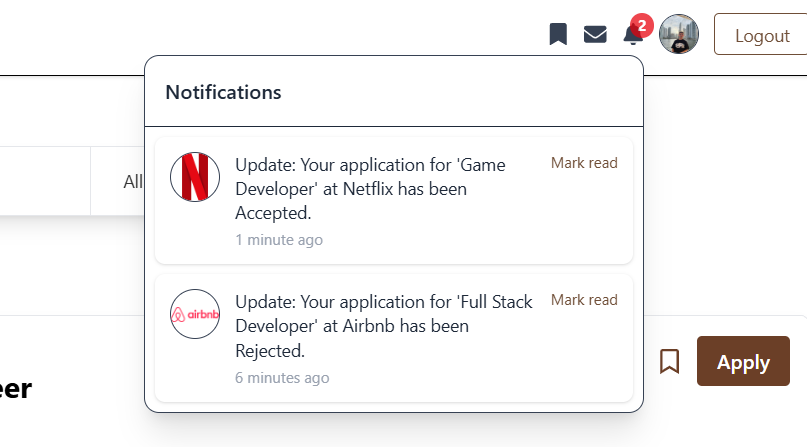 2
Logout
Notifications
All
Update: Your application for 'Game
Developer' at Netflix has been
Accepted.
Mark read
1 minute ago
airbnb
Update: Your application for 'Full Stack
Developer' at Airbnb has been
Rejected.
Mark read
6 minutes ago
eer
Apply